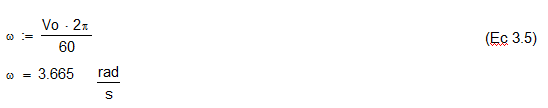 ω := Vo · 2π / 60 (Ec 3.5)
ω = 3.665 rad / s